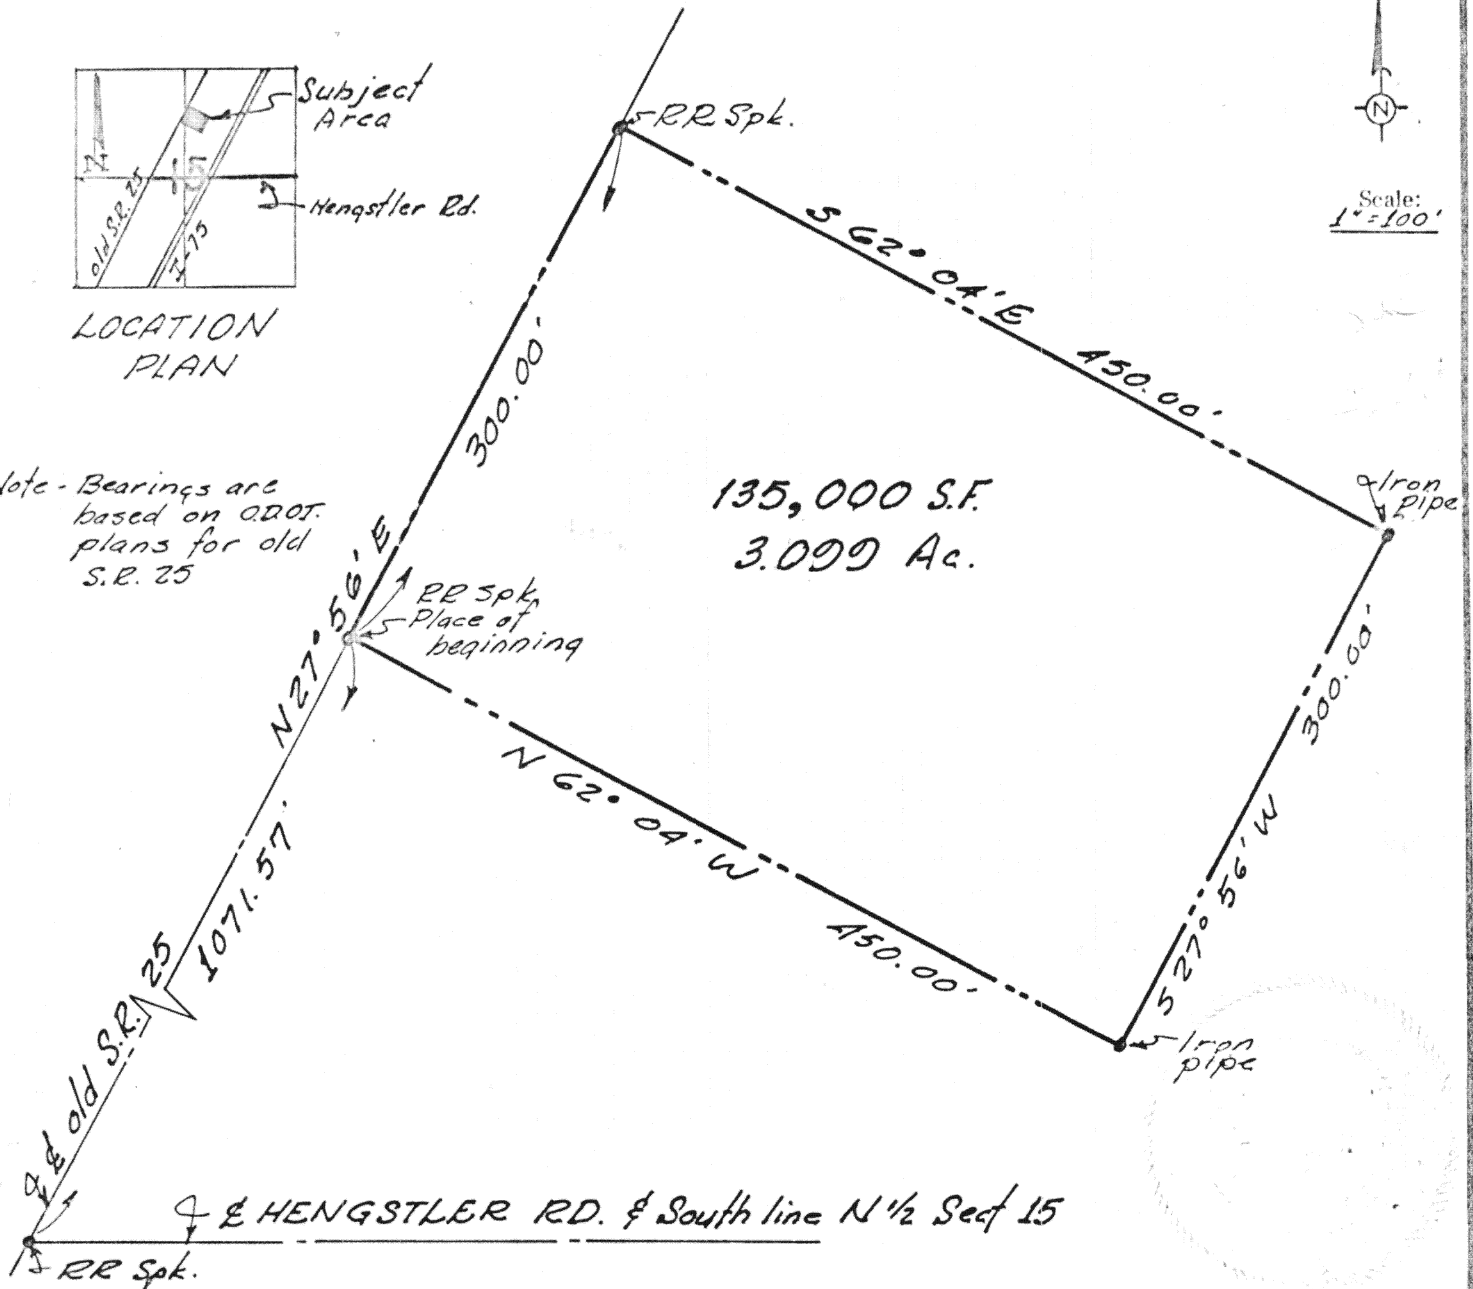 N
Subject
Area
old S.R. 25
I-75
15
Hengstler Rd.
LOCATION
PLAN
RR Spk.
N
Scale:
1"=100'
S 62° 04' E 450.00'
300.00'
Note - Bearings are
based on O.D.O.T.
plans for old
S.R. 25
135,000 S.F.
3.099 Ac.
Iron
pipe
N 27° 56' E
RR Spk.
Place of
beginning
300.00'
N 62° 04' W 450.00'
S 27° 56' W
1071.57'
Iron
pipe
℄ old S.R. 25
℄ HENGSTLER RD. & South line N 1/2 Sect 15
RR Spk.